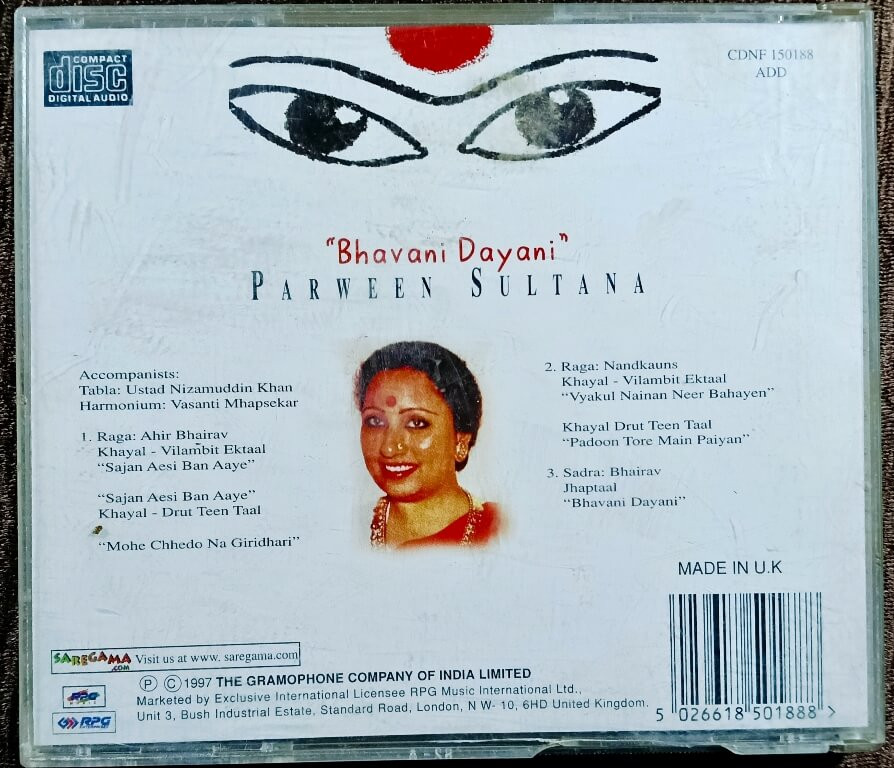 COMPACT
disc
DIGITAL AUDIO
CDNF 150188
ADD
"Bhavani Dayani"
PARWEEN SULTANA
Accompanists:
Tabla: Ustad Nizamuddin Khan
Harmonium: Vasanti Mhapsekar
1. Raga: Ahir Bhairav
Khayal - Vilambit Ektaal
"Sajan Aesi Ban Aaye"
"Sajan Aesi Ban Aaye"
Khayal - Drut Teen Taal
"Mohe Chhedo Na Giridhari"
2. Raga: Nandkauns
Khayal - Vilambit Ektaal
"Vyakul Nainan Neer Bahayen"
Khayal Drut Teen Taal
"Padoon Tore Main Paiyan"
3. Sadra: Bhairav
Jhaptaal
"Bhavani Dayani"
MADE IN U.K
SAREGAMA
.COM
Visit us at www. saregama.com
Ⓟ ©1997 THE GRAMOPHONE COMPANY OF INDIA LIMITED
Marketed by Exclusive International Licensee RPG Music International Ltd.,
Unit 3, Bush Industrial Estate, Standard Road, London, N W- 10, 6HD United Kingdom.
RPG
RPG
5 026618 501888 >